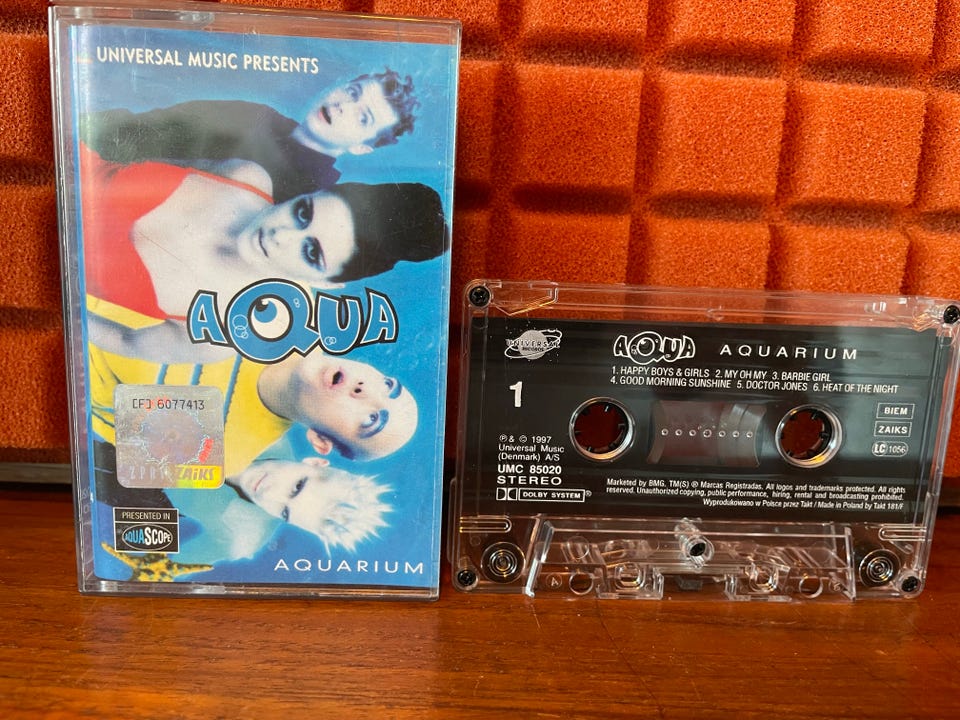 UNIVERSAL MUSIC PRESENTS
AQUA
[F] 6077413
ZAiKS
PRESENTED IN
AQUASCOPE
AQUARIUM
UNIVERSAL
RECORDS
AQUA AQUARIUM
1. HAPPY BOYS & GIRLS 2. MY OH MY 3. BARBIE GIRL
4. GOOD MORNING SUNSHINE 5. DOCTOR JONES 6. HEAT OF THE NIGHT
1
BIEM
ZAIKS
LC 1056
℗ & © 1997
Universal Music
(Denmark) A/S
UMC 85020
STEREO
DOLBY SYSTEM®
Marketed by BMG. TM(S) ® Marcas Registradas. All logos and trademarks protected. All rights
reserved. Unauthorized copying, public performance, hiring, rental and broadcasting prohibited.
Wyprodukowano w Polsce przez Takt / Made in Poland by Takt 181/F
A